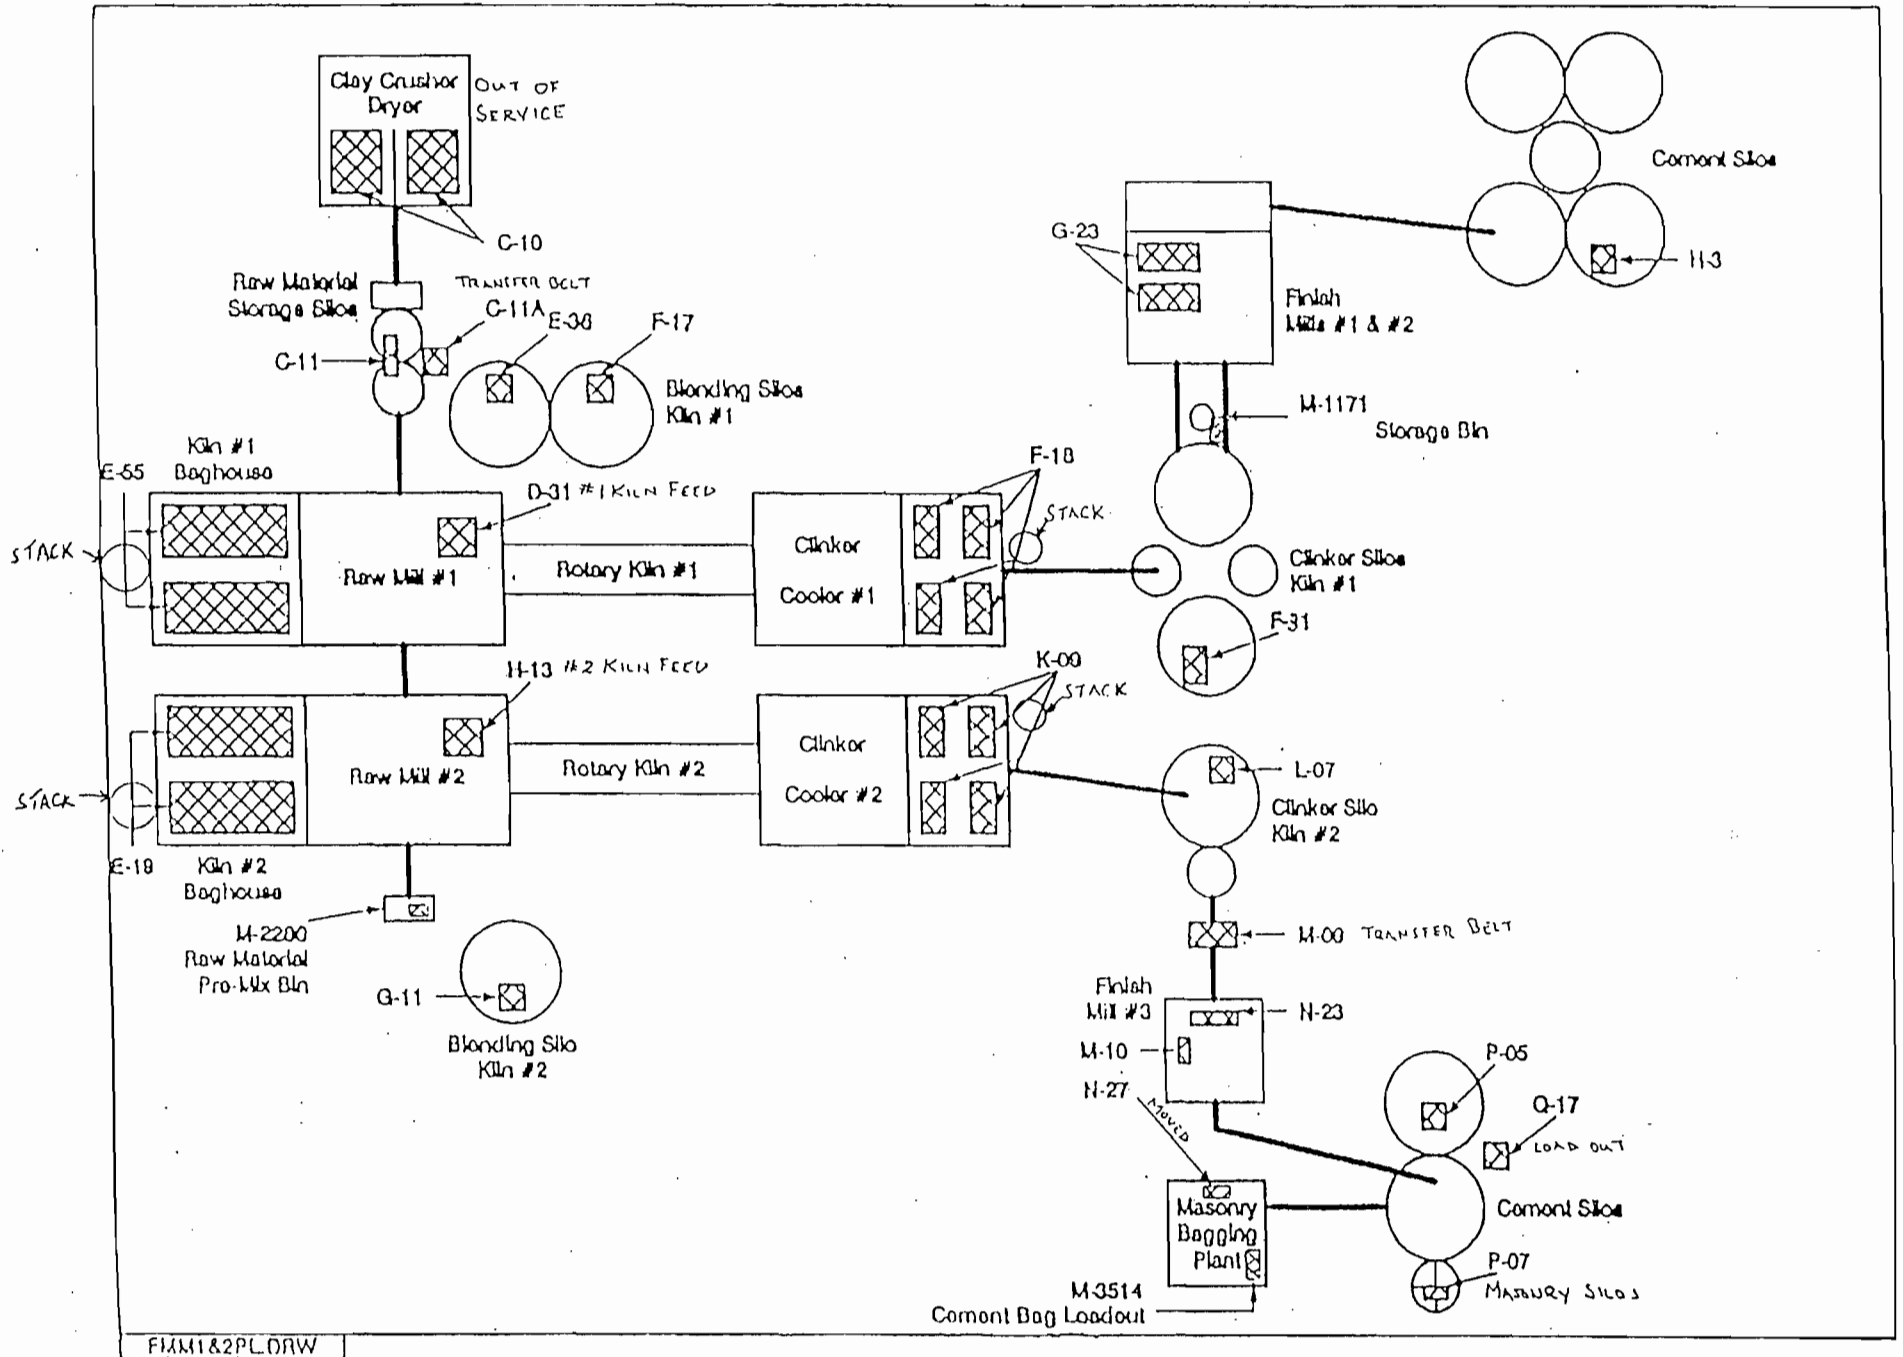 Clay Crusher
Dryer
OUT OF
SERVICE
C-10
Raw Material
Storage Silos
TRANSFER BELT
C-11A
C-11
E-36
F-17
Blending Silos
Kiln #1
Cement Silos
G-23
H-3
Finish
Mills #1 & #2
M-1171
Storage Bin
Kiln #1
Baghouse
E-55
STACK
D-31 #1 KILN FEED
Raw Mill #1
Rotary Kiln #1
Clinker
Cooler #1
F-18
STACK
Clinker Silos
Kiln #1
F-31
H-13 #2 KILN FEED
Raw Mill #2
Rotary Kiln #2
Clinker
Cooler #2
K-09
STACK
STACK
E-19
Kiln #2
Baghouse
L-07
Clinker Silo
Kiln #2
M-2200
Raw Material
Pre-Mix Bin
G-11
Blending Silo
Kiln #2
M-00 TRANSFER BELT
Finish
Mill #3
N-23
M-10
N-27
MOVED
P-05
Q-17
LOAD OUT
Cement Silos
Masonry
Bagging
Plant
P-07
MASONRY SILOS
M-3514
Cement Bag Loadout
FMM1&2PL.DRW